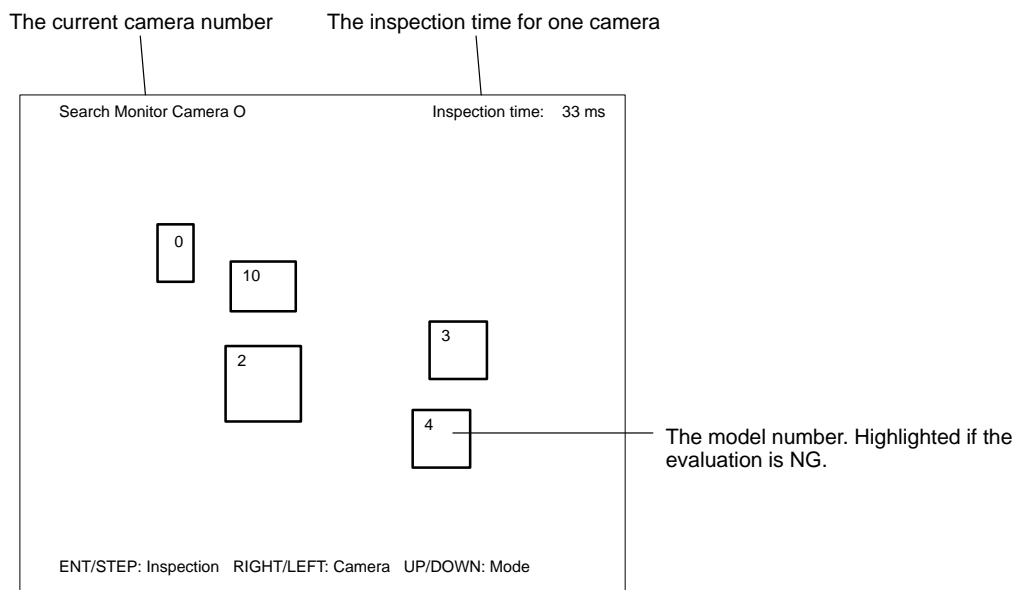 The current camera number
The inspection time for one camera
Search Monitor Camera O
Inspection time: 33 ms
0
10
3
2
4
The model number. Highlighted if the
evaluation is NG.
ENT/STEP: Inspection RIGHT/LEFT: Camera UP/DOWN: Mode